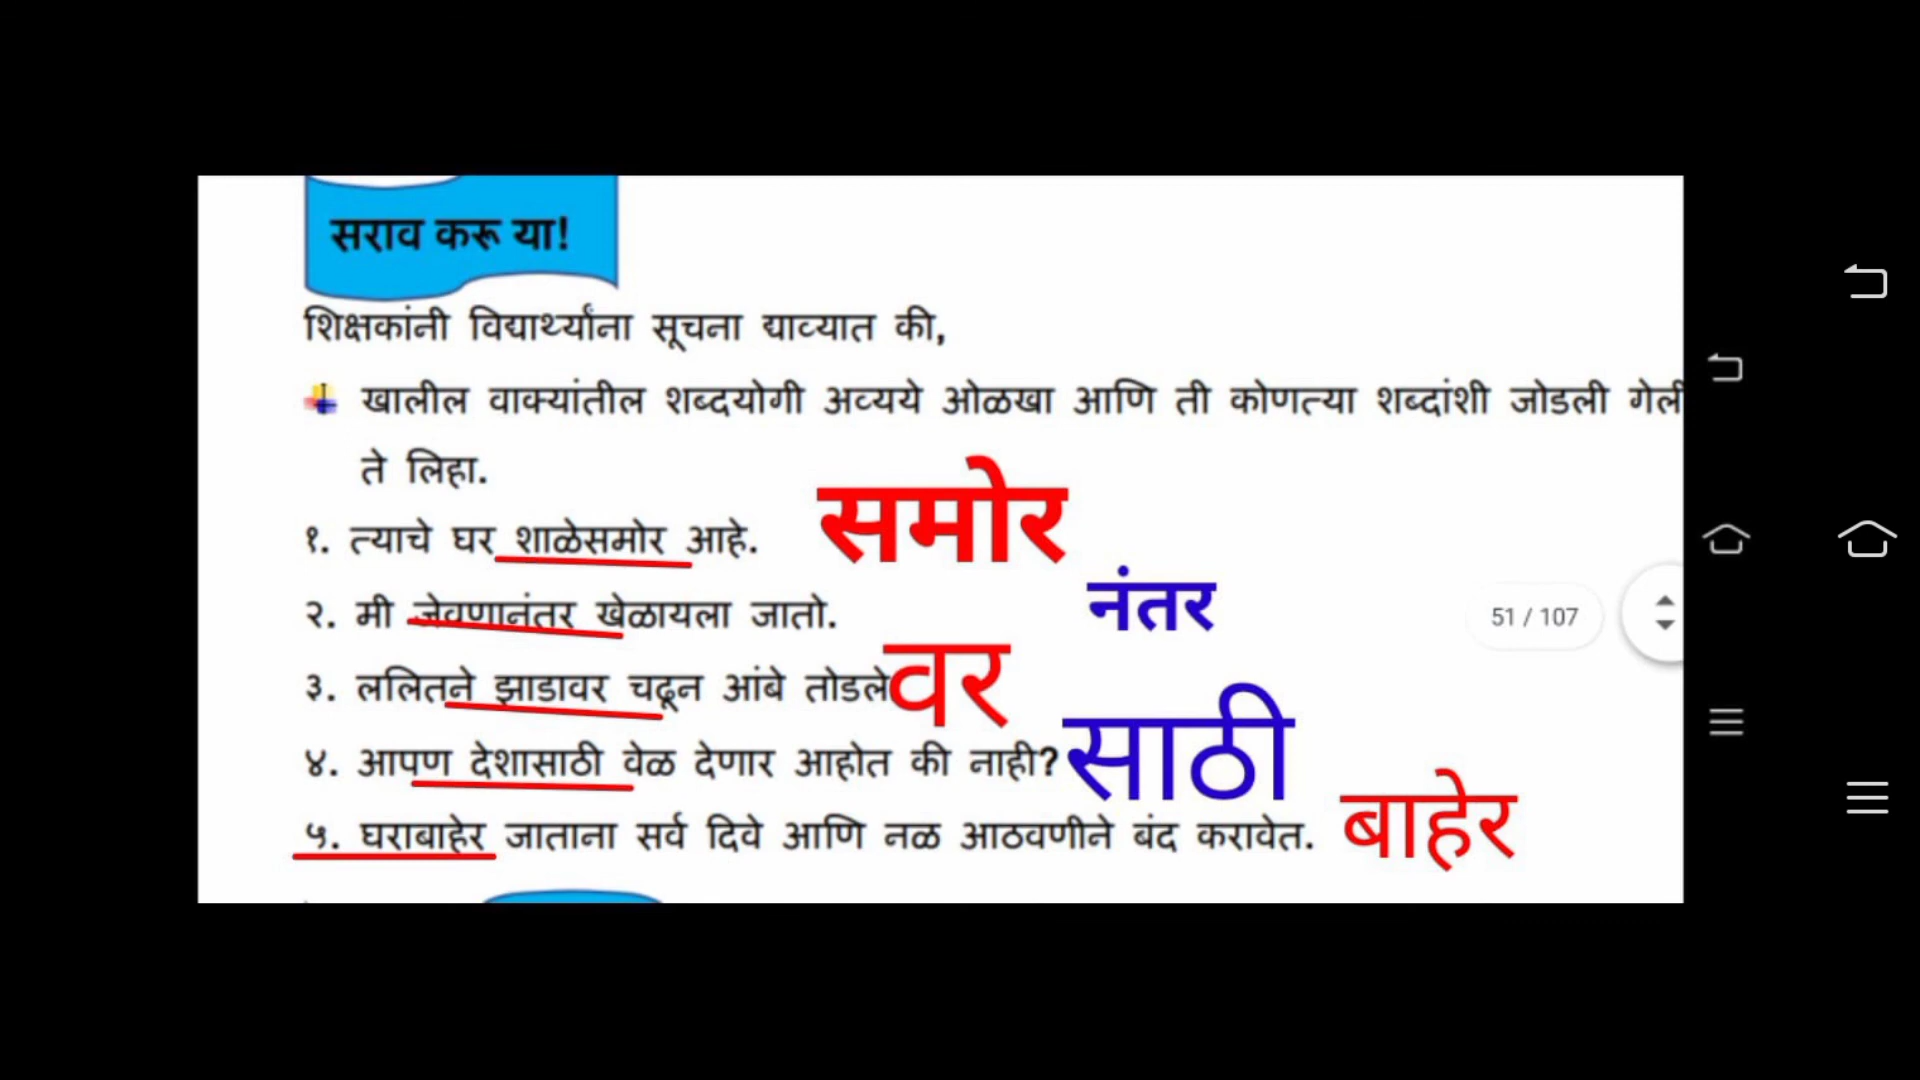 सराव करू या!
शिक्षकांनी विद्यार्थ्यांना सूचना द्याव्यात की,
खालील वाक्यांतील शब्दयोगी अव्यये ओळखा आणि ती कोणत्या शब्दांशी जोडली गेली
ते लिहा.
१. त्याचे घर शाळेसमोर आहे. समोर
२. मी जेवणानंतर खेळायला जातो. नंतर
51 / 107
३. ललितने झाडावर चढून आंबे तोडले वर
४. आपण देशासाठी वेळ देणार आहोत की नाही? साठी
५. घराबाहेर जाताना सर्व दिवे आणि नळ आठवणीने बंद करावेत. बाहेर